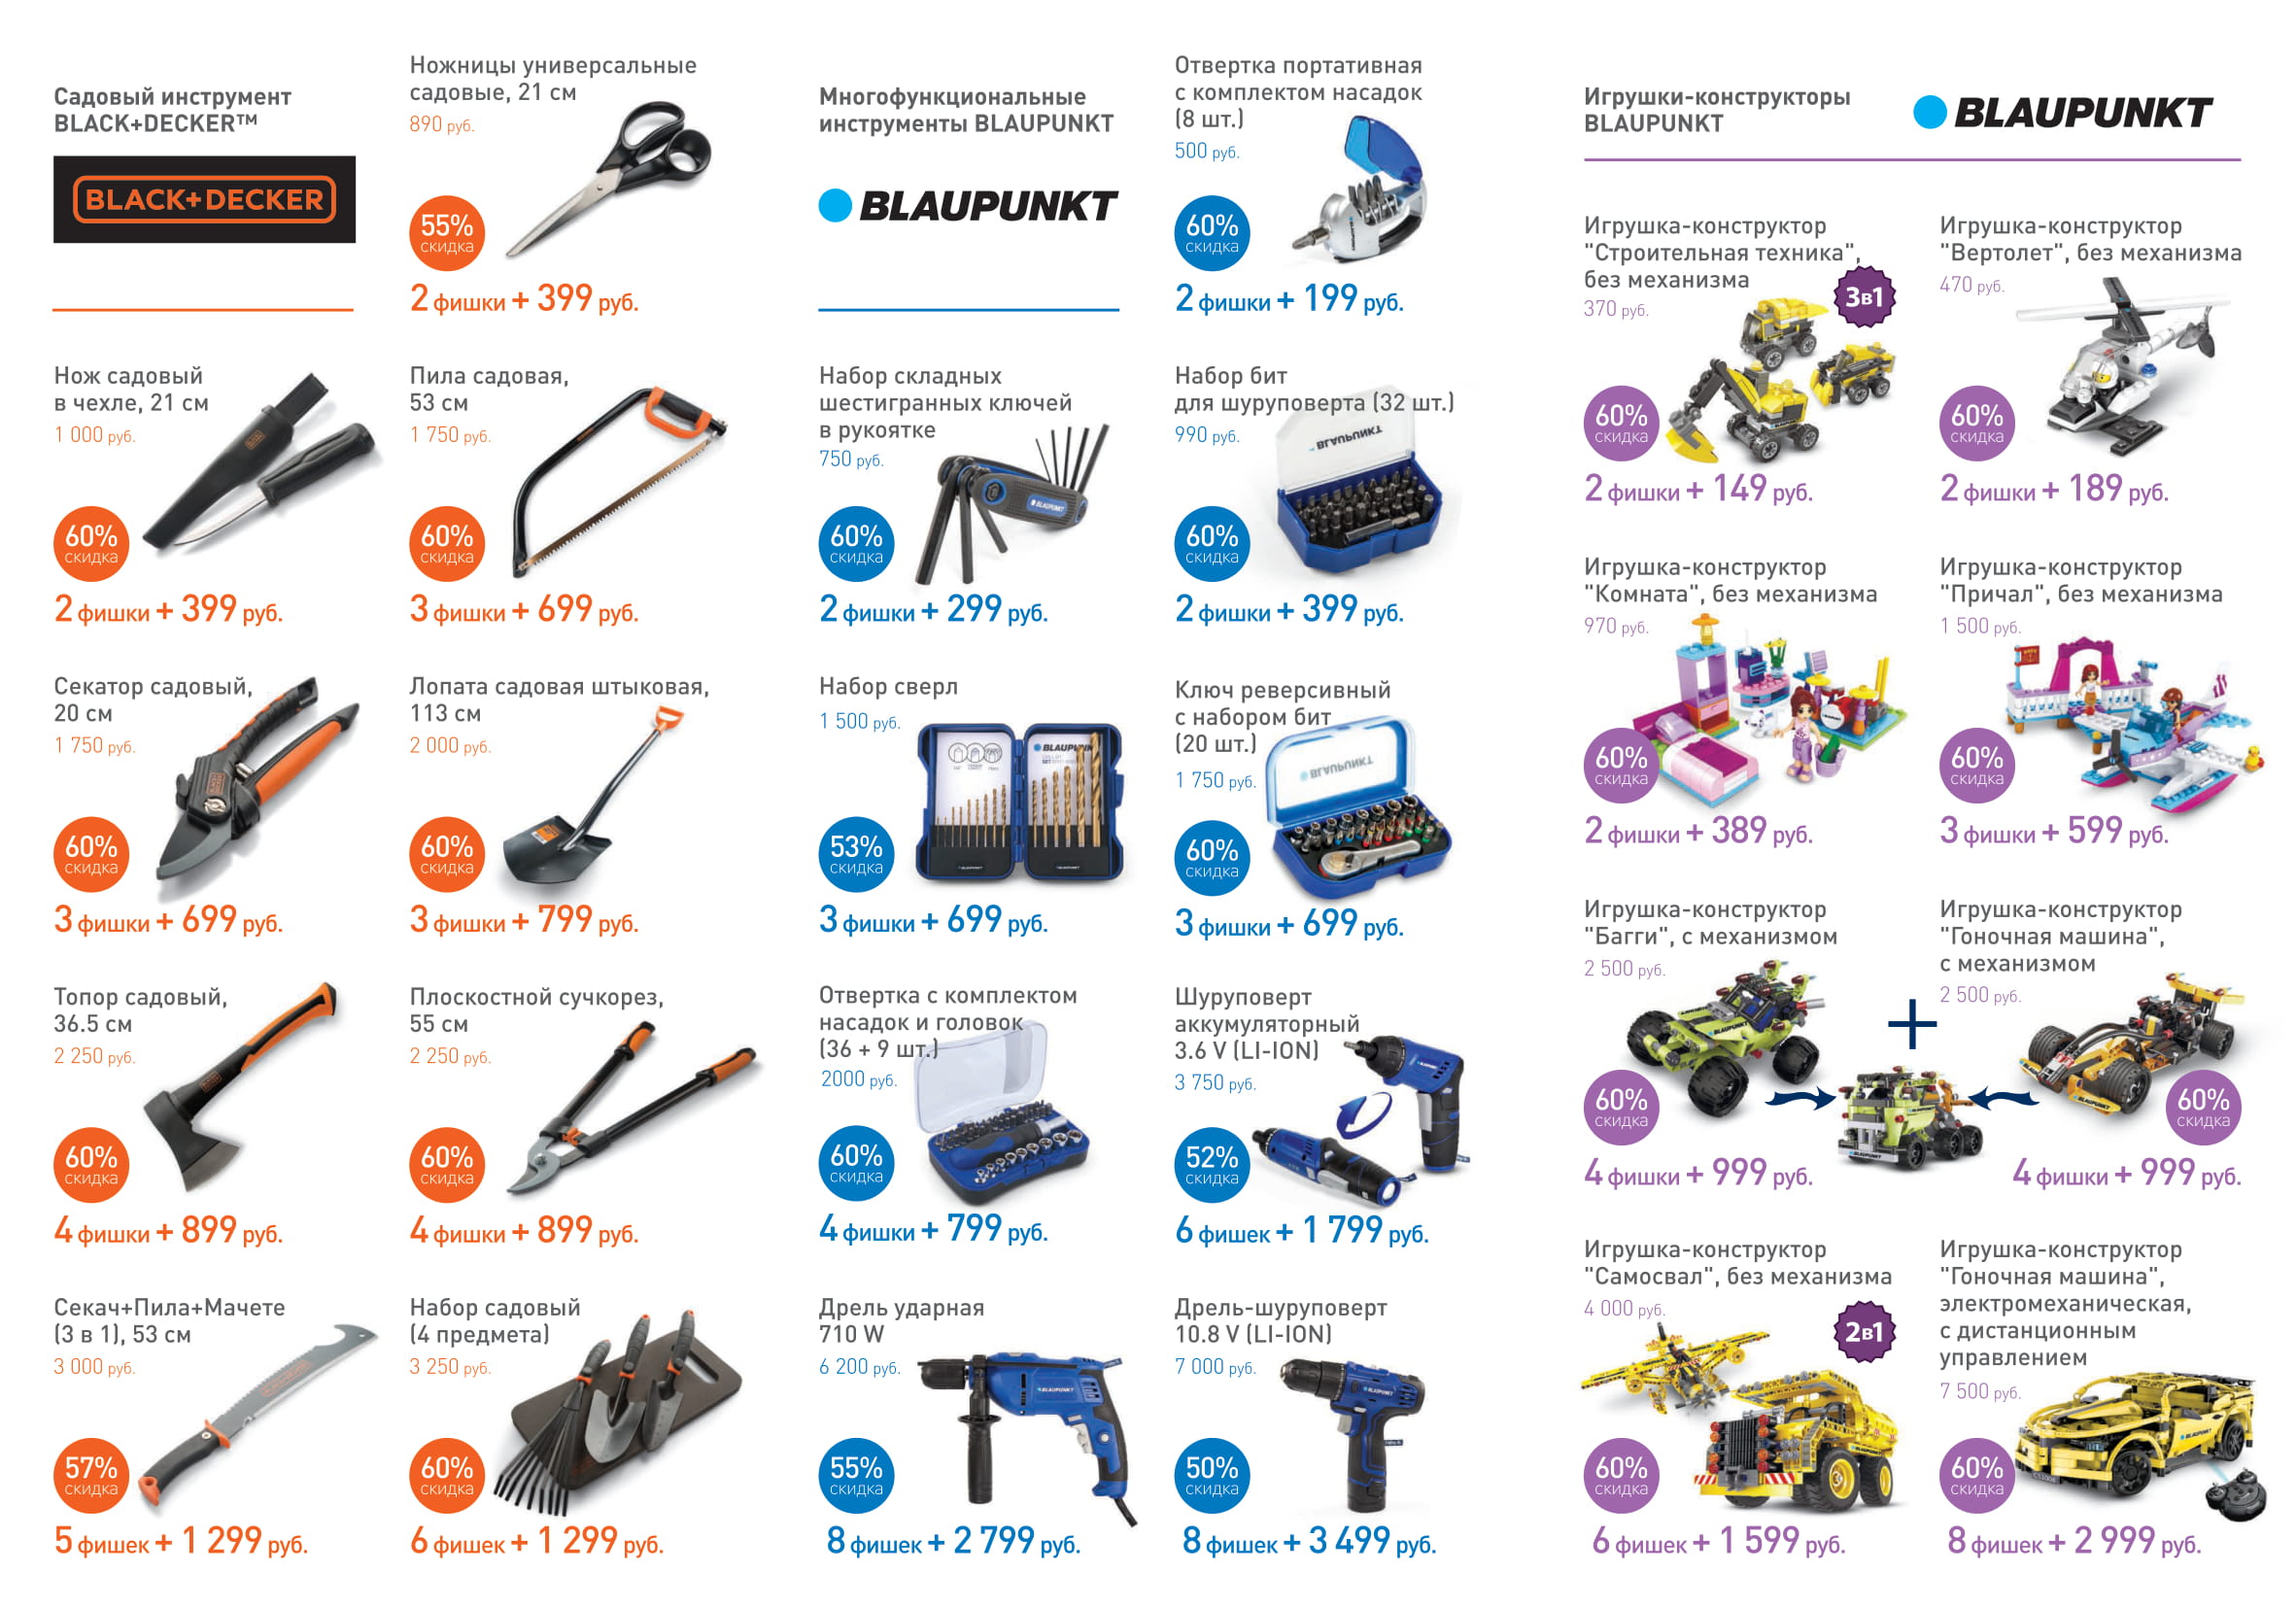 Садовый инструмент
BLACK+DECKER™
BLACK+DECKER
Ножницы универсальные
садовые, 21 см
890 руб.
55%
скидка
2 фишки + 399 руб.
Нож садовый
в чехле, 21 см
1 000 руб.
60%
скидка
2 фишки + 399 руб.
Пила садовая,
53 см
1 750 руб.
60%
скидка
3 фишки + 699 руб.
Секатор садовый,
20 см
1 750 руб.
60%
скидка
3 фишки + 699 руб.
Лопата садовая штыковая,
113 см
2 000 руб.
60%
скидка
3 фишки + 799 руб.
Топор садовый,
36.5 см
2 250 руб.
60%
скидка
4 фишки + 899 руб.
Плоскостной сучкорез,
55 см
2 250 руб.
60%
скидка
4 фишки + 899 руб.
Секач+Пила+Мачете
(3 в 1), 53 см
3 000 руб.
57%
скидка
5 фишек + 1 299 руб.
Набор садовый
(4 предмета)
3 250 руб.
60%
скидка
6 фишек + 1 299 руб.
Многофункциональные
инструменты BLAUPUNKT
BLAUPUNKT
Отвертка портативная
с комплектом насадок
(8 шт.)
500 руб.
60%
скидка
2 фишки + 199 руб.
Набор складных
шестигранных ключей
в рукоятке
750 руб.
BLAUPUNKT
60%
скидка
2 фишки + 299 руб.
Набор бит
для шуруповерта (32 шт.)
990 руб.
BLAUPUNKT
60%
скидка
2 фишки + 399 руб.
Набор сверл
1 500 руб.
BLAUPUNKT
53%
скидка
3 фишки + 699 руб.
Ключ реверсивный
с набором бит
(20 шт.)
1 750 руб.
BLAUPUNKT
60%
скидка
3 фишки + 699 руб.
Отвертка с комплектом
насадок и головок
(36 + 9 шт.)
2000 руб.
60%
скидка
4 фишки + 799 руб.
Шуруповерт
аккумуляторный
3.6 V (LI-ION)
3 750 руб.
52%
скидка
6 фишек + 1 799 руб.
Дрель ударная
710 W
6 200 руб.
BLAUPUNKT
55%
скидка
8 фишек + 2 799 руб.
Дрель-шуруповерт
10.8 V (LI-ION)
7 000 руб.
BLAUPUNKT
50%
скидка
8 фишек + 3 499 руб.
Игрушки-конструкторы
BLAUPUNKT
BLAUPUNKT
Игрушка-конструктор
"Строительная техника",
без механизма
370 руб.
3в1
60%
скидка
2 фишки + 149 руб.
Игрушка-конструктор
"Вертолет", без механизма
470 руб.
60%
скидка
2 фишки + 189 руб.
Игрушка-конструктор
"Комната", без механизма
970 руб.
60%
скидка
2 фишки + 389 руб.
Игрушка-конструктор
"Причал", без механизма
1 500 руб.
60%
скидка
3 фишки + 599 руб.
Игрушка-конструктор
"Багги", с механизмом
2 500 руб.
BLAUPUNKT
60%
скидка
4 фишки + 999 руб.
+
Игрушка-конструктор
"Гоночная машина",
с механизмом
2 500 руб.
BLAUPUNKT
60%
скидка
4 фишки + 999 руб.
Игрушка-конструктор
"Самосвал", без механизма
4 000 руб.
2в1
60%
скидка
6 фишек + 1 599 руб.
Игрушка-конструктор
"Гоночная машина",
электромеханическая,
с дистанционным
управлением
7 500 руб.
BLAUPUNKT
60%
скидка
8 фишек + 2 999 руб.